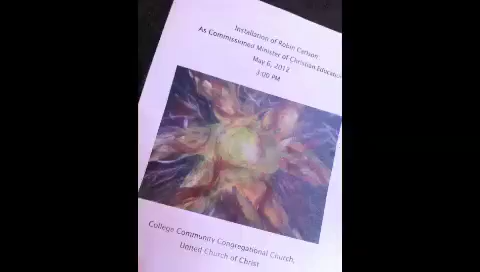 Installation of Robin Carlson
As Commissioned Minister of Christian Education
May 6, 2012
3:00 PM
College Community Congregational Church,
United Church of Christ